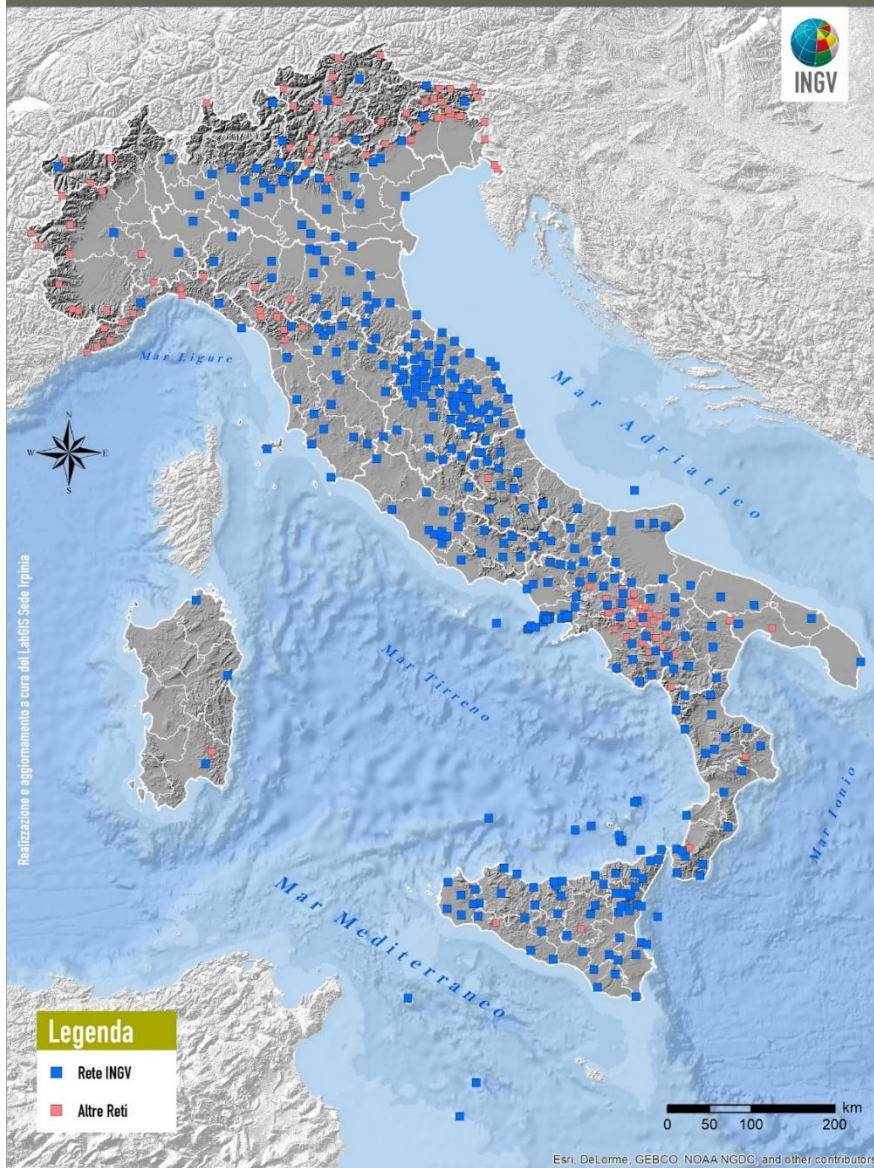 INGV
N
W E
S
Mar Ligure
Mar Adriatico
Mar Tirreno
Mar Ionio
Mar Mediterraneo
Realizzazione e aggiornamento a cura del LabGIS Sede Irpinia
Legenda
Rete INGV
Altre Reti
km
0 50 100 200
Esri, DeLorme, GEBCO, NOAA NGDC, and other contributors